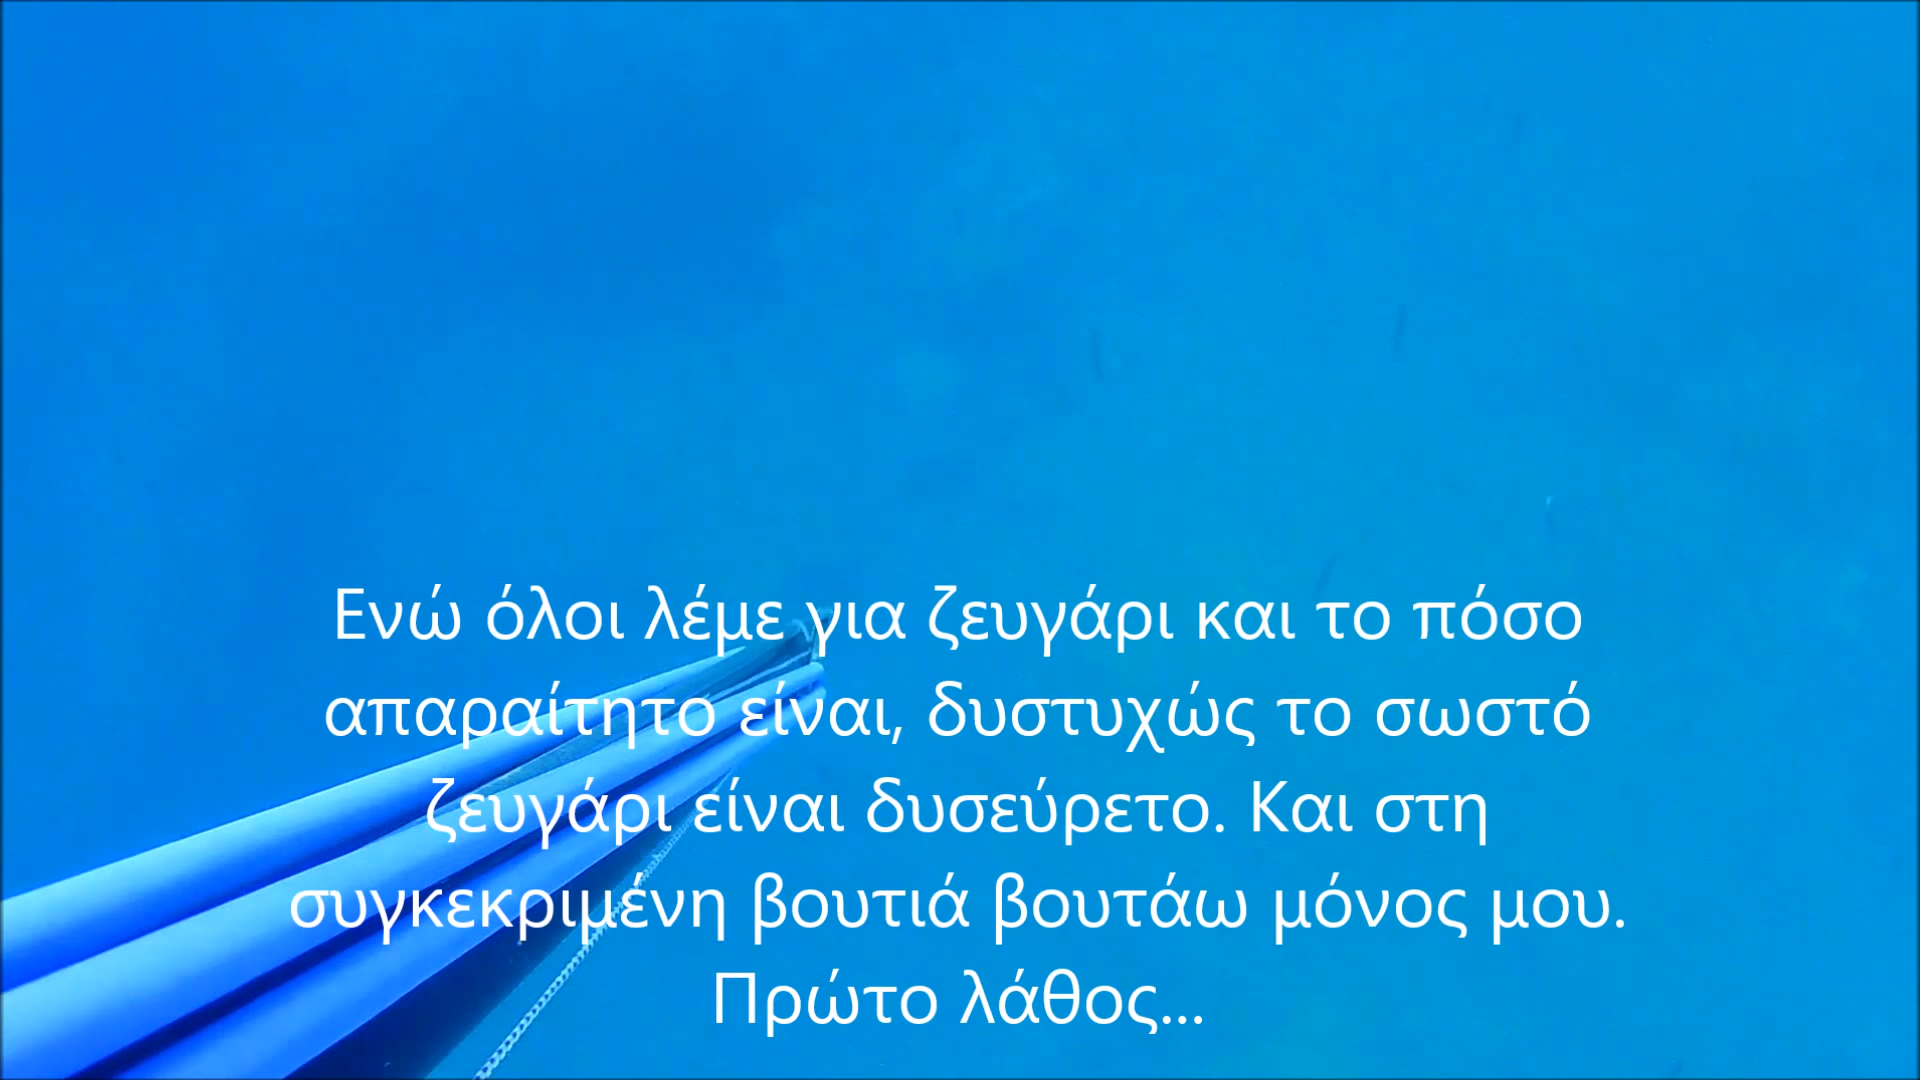 Ενώ όλοι λέμε για ζευγάρι και το πόσο
απαραίτητο είναι, δυστυχώς το σωστό
ζευγάρι είναι δυσεύρετο. Και στη
συγκεκριμένη βουτιά βουτάω μόνος μου.
Πρώτο λάθος...